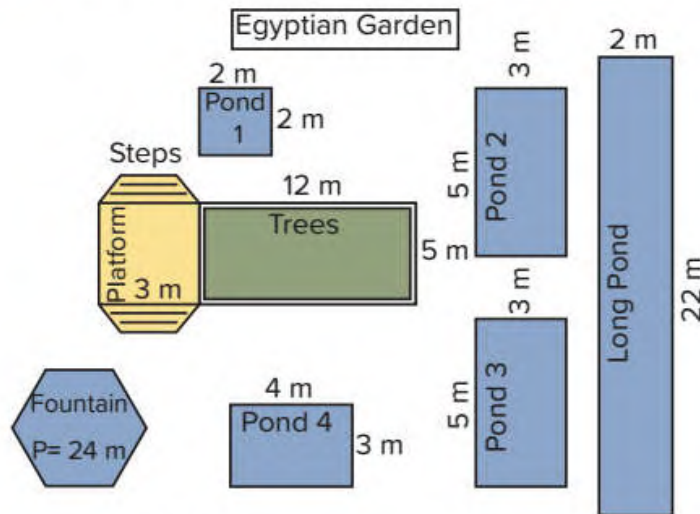 Egyptian Garden
2 m
Pond
1
2 m
3 m
5 m
Pond 2
2 m
Long Pond
22 m
Steps
Platform
3 m
12 m
Trees
5 m
3 m
5 m
Pond 3
Fountain
P= 24 m
4 m
Pond 4
3 m